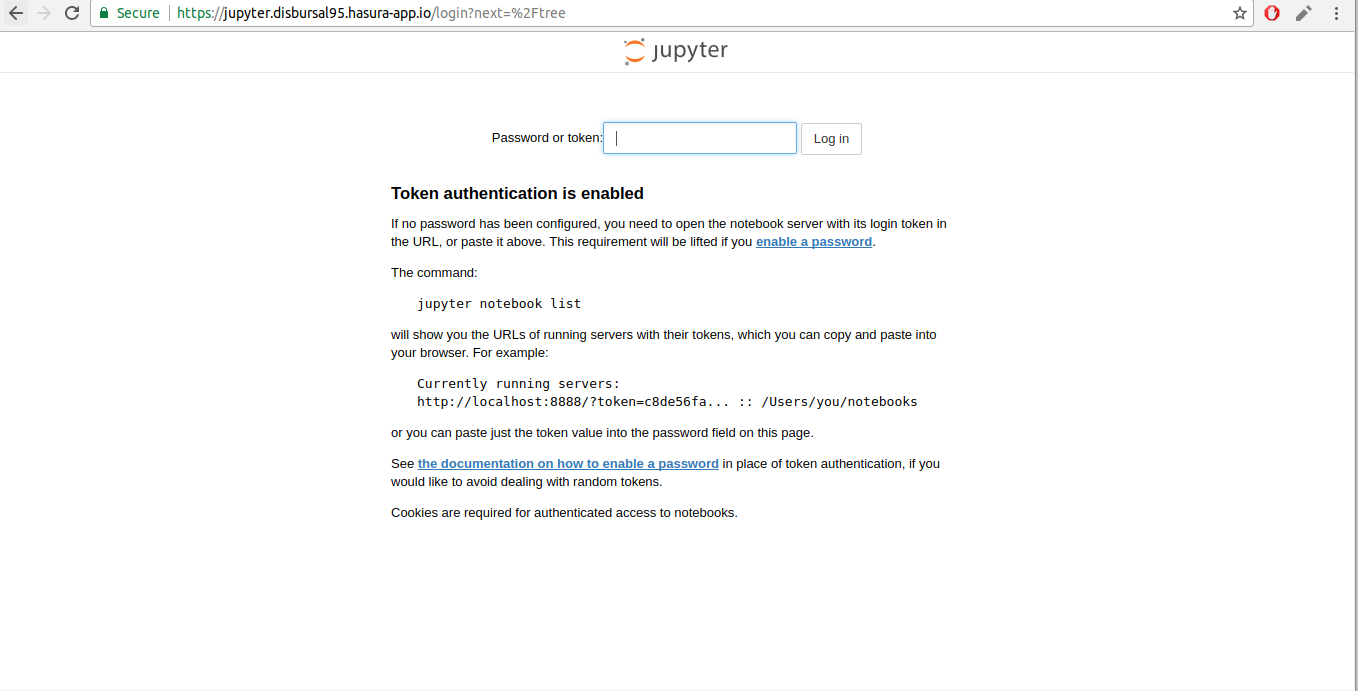 Secure https://jupyter.disbursal95.hasura-app.io/login?next=%2Ftree
jupyter
Password or token: Log in
Token authentication is enabled
If no password has been configured, you need to open the notebook server with its login token in
the URL, or paste it above. This requirement will be lifted if you enable a password.
The command:
jupyter notebook list
will show you the URLs of running servers with their tokens, which you can copy and paste into
your browser. For example:
Currently running servers:
http://localhost:8888/?token=c8de56fa... :: /Users/you/notebooks
or you can paste just the token value into the password field on this page.
See the documentation on how to enable a password in place of token authentication, if you
would like to avoid dealing with random tokens.
Cookies are required for authenticated access to notebooks.